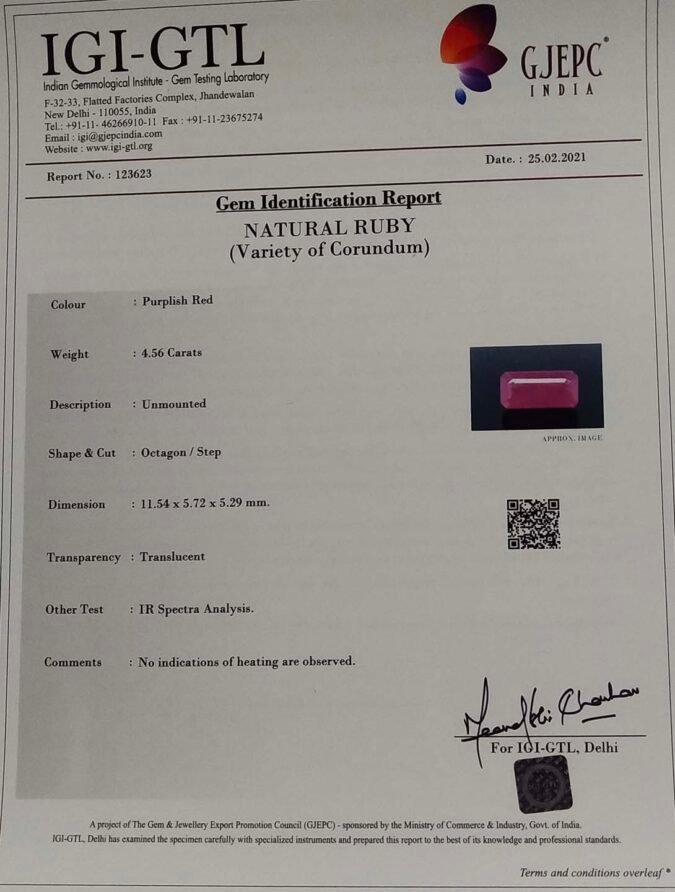 IGI-GTL
Indian Gemmological Institute - Gem Testing Laboratory
F-32-33, Flatted Factories Complex, Jhandewalan
New Delhi - 110055, India
Tel.: +91-11- 46266910-11 Fax : +91-11-23675274
Email : igi@gjepcindia.com
Website : www.igi-gtl.org
GJEPC®
INDIA
Report No. : 123623
Date. : 25.02.2021
Gem Identification Report
NATURAL RUBY
(Variety of Corundum)
Colour : Purplish Red
Weight : 4.56 Carats
Description : Unmounted
Shape & Cut : Octagon / Step
Dimension : 11.54 x 5.72 x 5.29 mm.
Transparency : Translucent
Other Test : IR Spectra Analysis.
Comments : No indications of heating are observed.
APPROX. IMAGE
For IGI-GTL, Delhi
A project of The Gem & Jewellery Export Promotion Council (GJEPC) - sponsored by the Ministry of Commerce & Industry, Govt. of India.
IGI-GTL, Delhi has examined the specimen carefully with specialized instruments and prepared this report to the best of its knowledge and professional standards.
Terms and conditions overleaf *